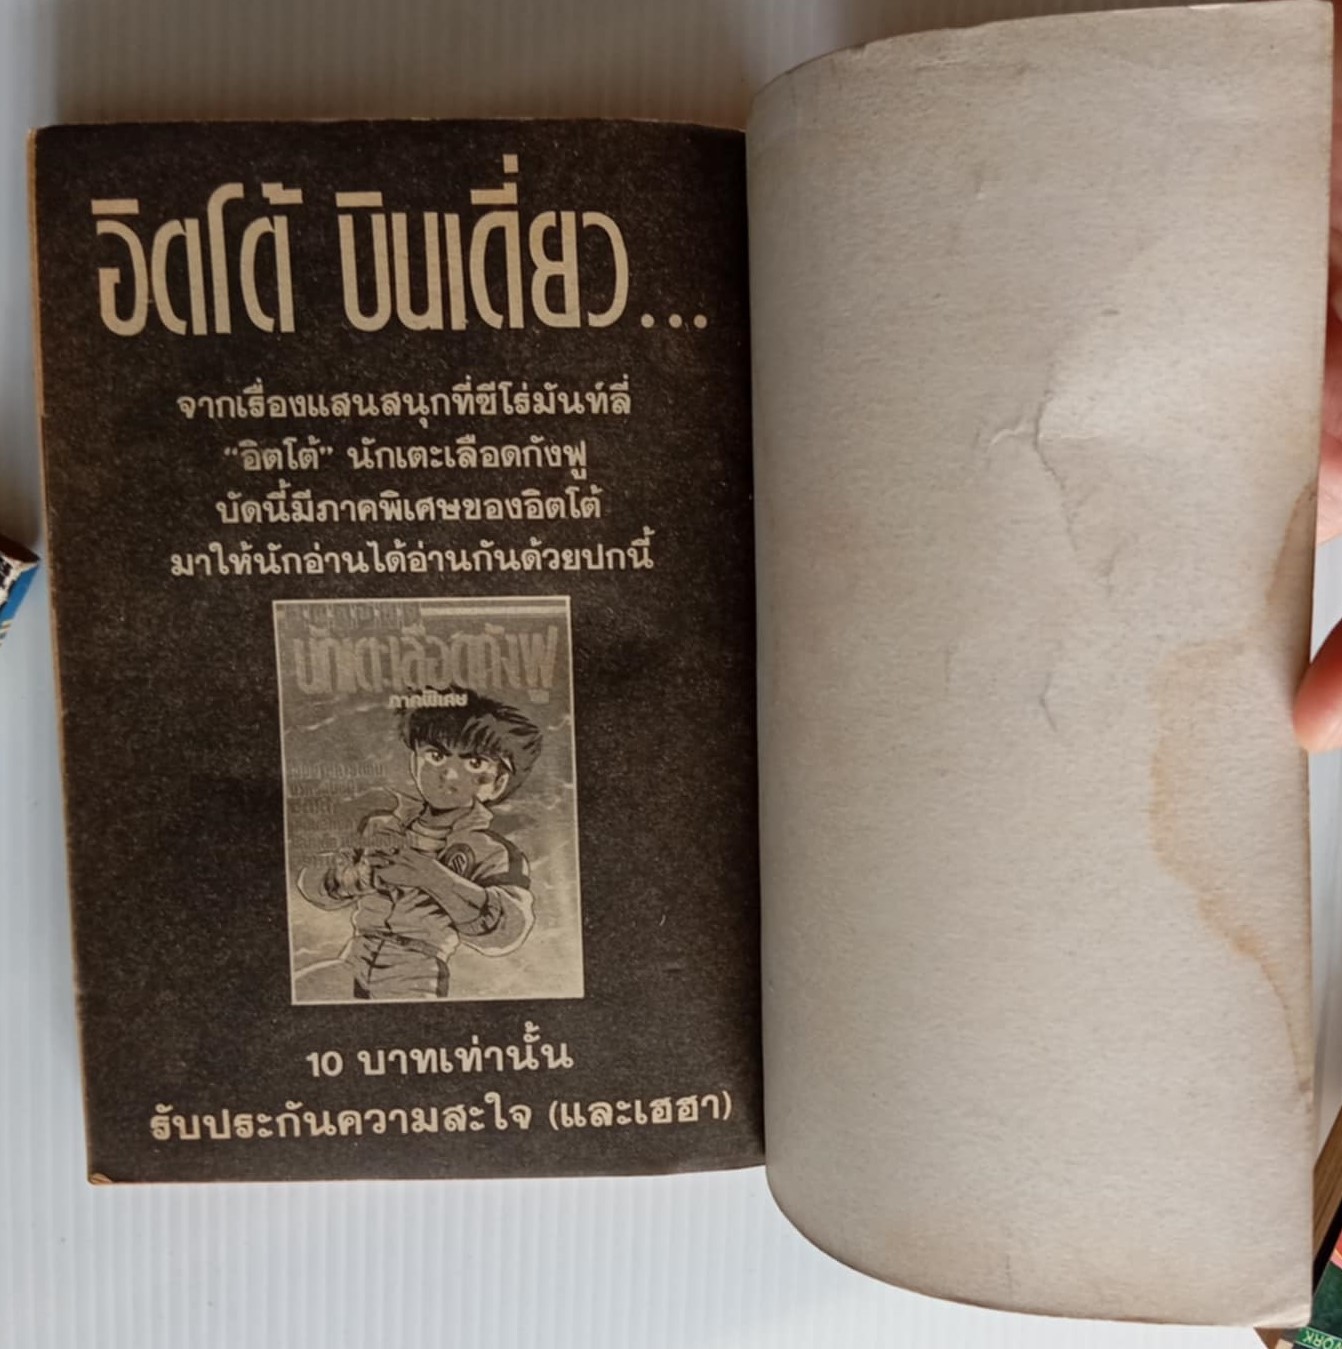 อิตโต้ บินเดี่ยว...
จากเรื่องแสนสนุกที่ซีโร่มันท์ลี่
“อิตโต้” นักเตะเลือดกังฟู
บัดนี้มีภาคพิเศษของอิตโต้
มาให้นักอ่านได้อ่านกันด้วยปกนี้
นักเตะเลือดกังฟู
ภาคพิเศษ
10 บาทเท่านั้น
รับประกันความสะใจ (และเฮฮา)